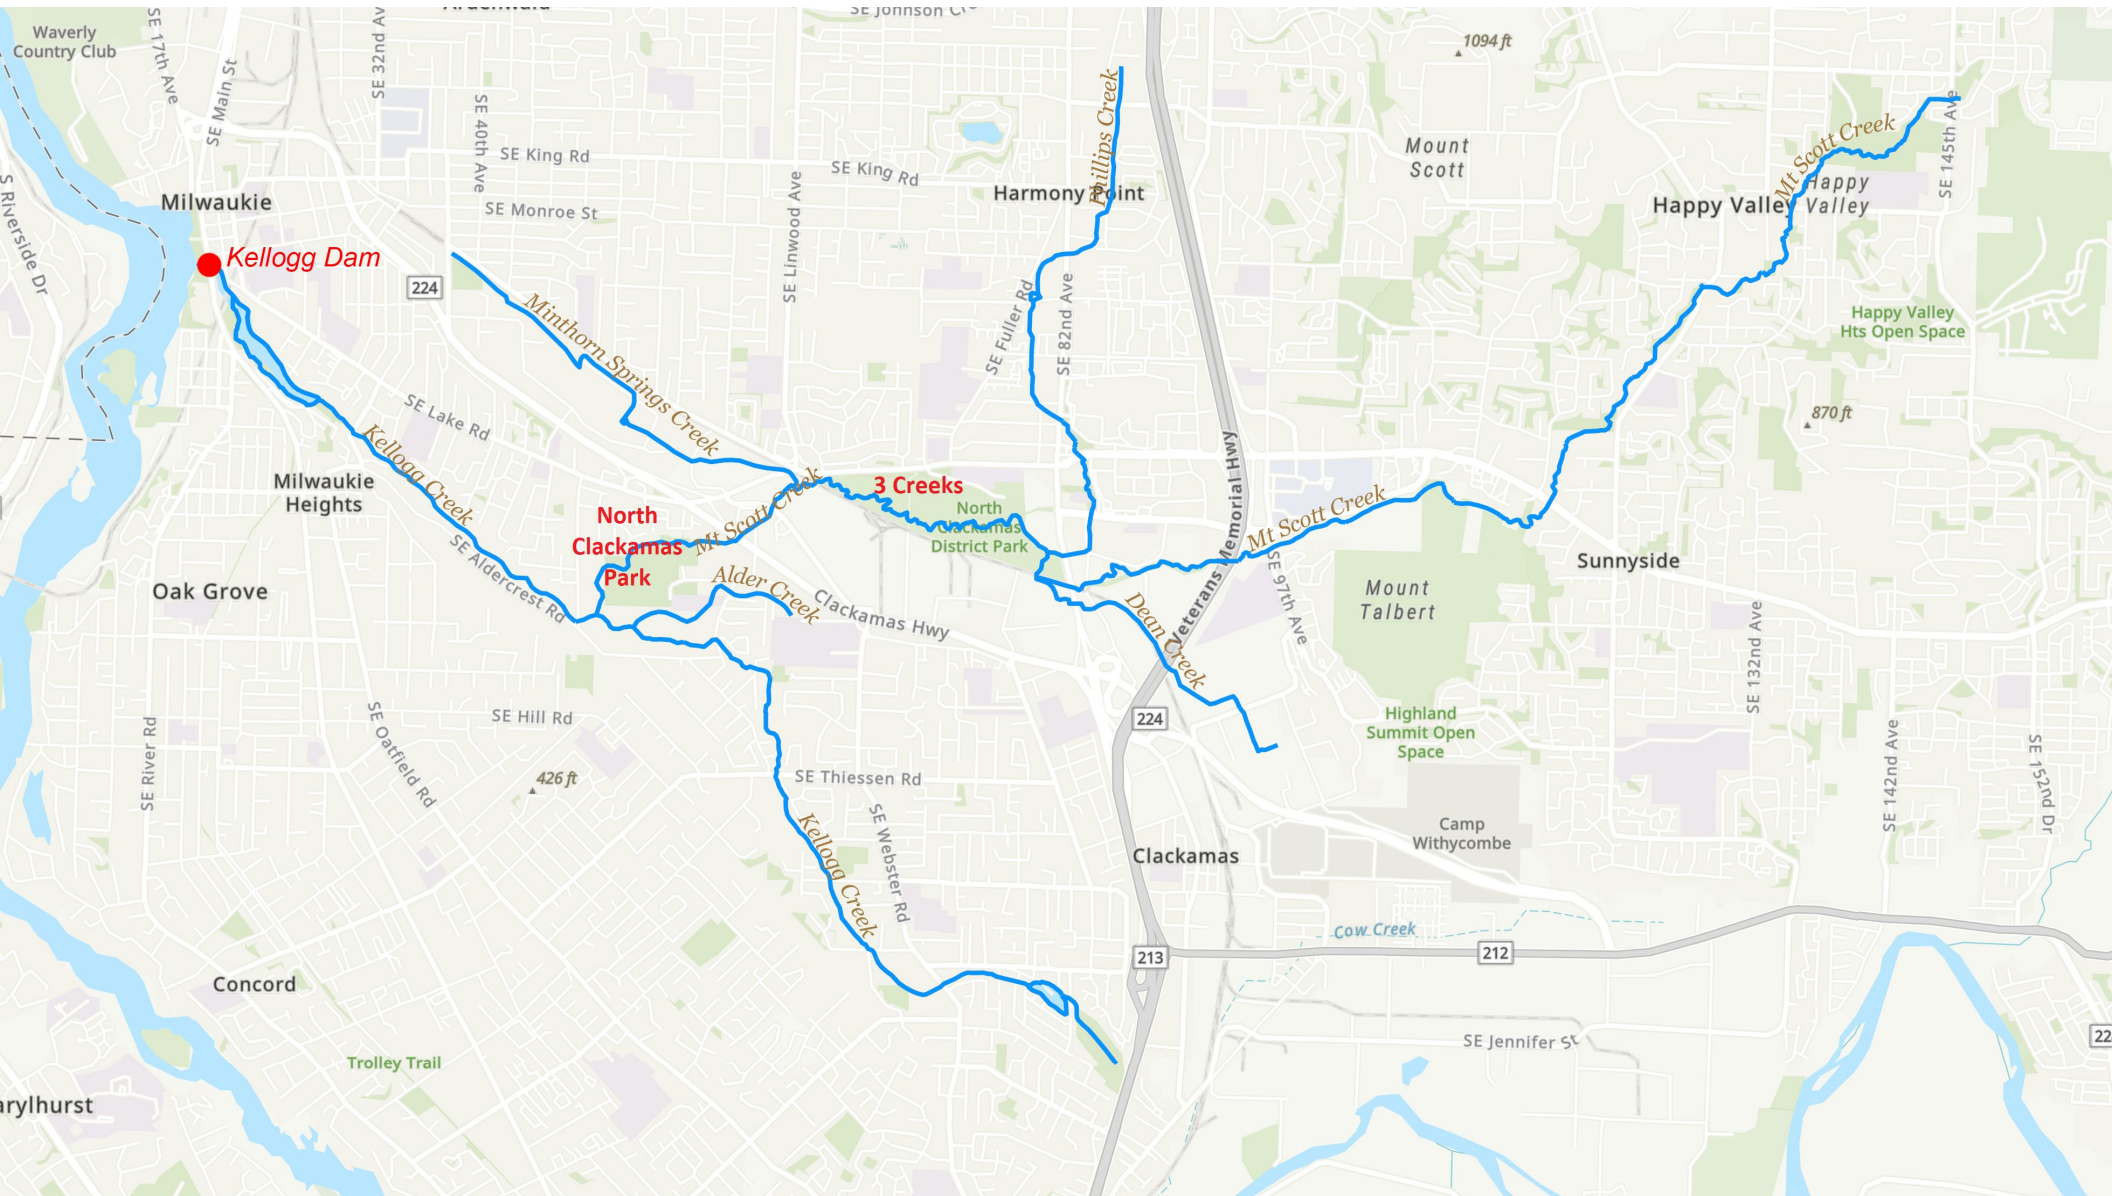 SE Johnson
Waverly
Country Club
SE 17th Ave
SE Main St
SE 32nd Av
1094 ft
Phillips Creek
SE 40th Ave
SE King Rd
SE King Rd
SE Linwood Ave
Mount
Scott
Mt Scott Creek
SE 145th Ave
S Riverside Dr
Milwaukie
SE Monroe St
Harmony Point
Happy Valley
Happy
Valley
Kellogg Dam
224
Minthorn Springs Creek
SE Fuller Rd
SE 82nd Ave
Happy Valley
Hts Open Space
SE Lake Rd
870 ft
Kellogg Creek
Milwaukie
Heights
3 Creeks
North
Clackamas
District Park
Mt Scott Creek
Mt Scott Creek
Veterans Memorial Hwy
North
Clackamas
Park
SE Aldercrest Rd
Alder Creek
Clackamas Hwy
Dean Creek
SE 97th Ave
Mount
Talbert
Sunnyside
Oak Grove
SE 132nd Ave
SE River Rd
SE Oatfield Rd
SE Hill Rd
224
Highland
Summit Open
Space
SE 142nd Ave
SE 152nd Dr
426 ft
SE Thiessen Rd
SE Webster Rd
Kellogg Creek
Clackamas
Camp
Withycombe
Cow Creek
213
212
Concord
SE Jennifer St
22
Trolley Trail
arylhurst